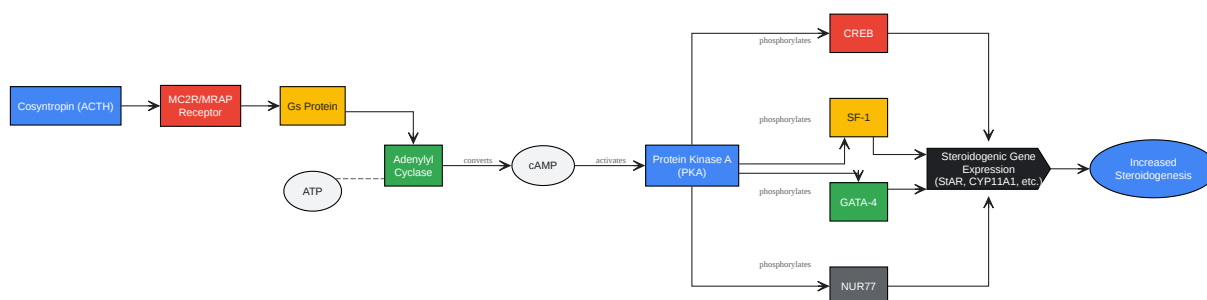 Cosyntropin (ACTH)
MC2R/MRAP
Receptor
Gs Protein
Adenylyl
Cyclase
ATP
converts
cAMP
activates
Protein Kinase A
(PKA)
phosphorylates
CREB
phosphorylates
SF-1
phosphorylates
GATA-4
phosphorylates
NUR77
Steroidogenic Gene
Expression
(StAR, CYP11A1, etc.)
Increased
Steroidogenesis